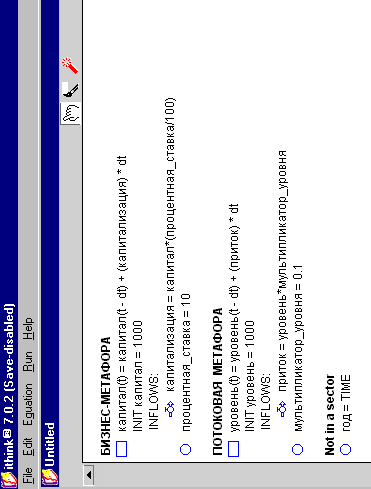 ithink® 7.0.2 (Save-disabled)
File Edit Equation Run Help
Untitled
БИЗНЕС-МЕТАФОРА
капитал(t) = капитал(t - dt) + (капитализация) * dt
INIT капитал = 1000
INFLOWS:
капитализация = капитал*(процентная_ставка/100)
процентная_ставка = 10
ПОТОКОВАЯ МЕТАФОРА
уровень(t) = уровень(t - dt) + (приток) * dt
INIT уровень = 1000
INFLOWS:
приток = уровень*мультипликатор_уровня
мультипликатор_уровня = 0.1
Not in a sector
год = TIME